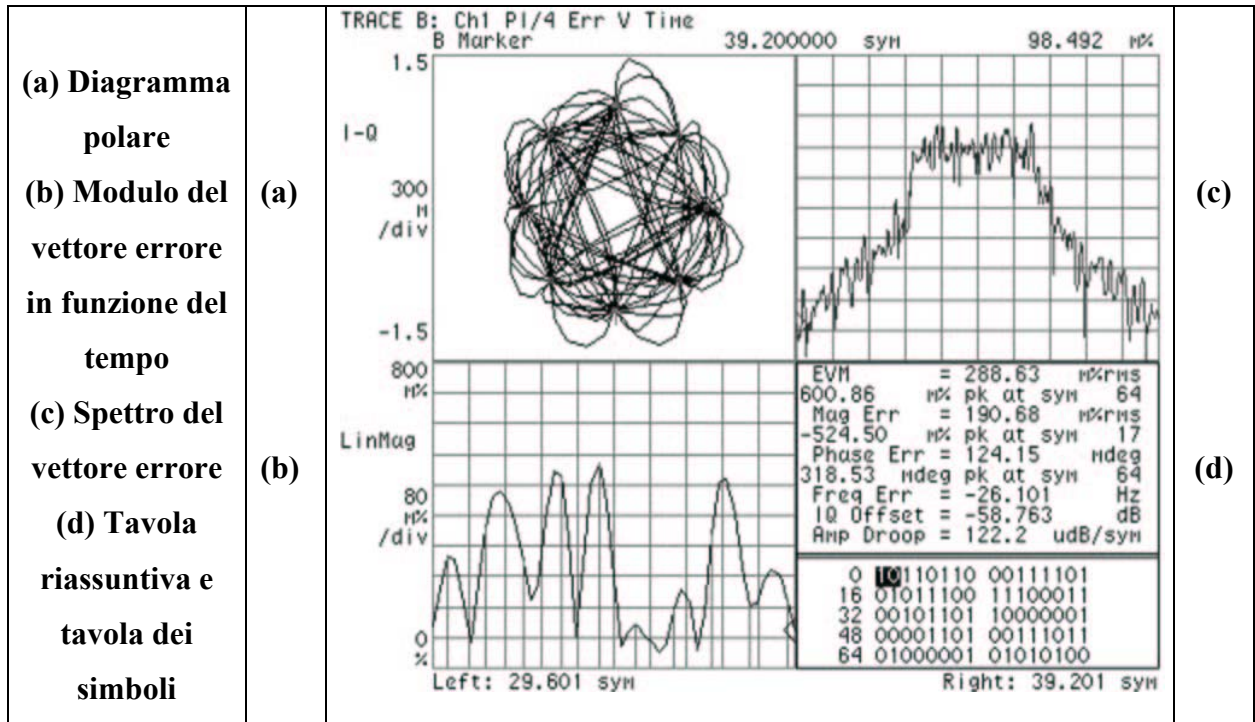 (a) Diagramma
polare
(b) Modulo del
vettore errore
in funzione del
tempo
(c) Spettro del
vettore errore
(d) Tavola
riassuntiva e
tavola dei
simboli
(a)
(b)
TRACE B: Ch1 PI/4 Err V Time
B Marker 39.200000 sym 98.492 m%
1.5
I-Q
300
m
/div
-1.5
800
m%
LinMag
80
m%
/div
0
%
Left: 29.601 sym Right: 39.201 sym
EVM = 288.63 m%rms
600.86 m% pk at sym 64
Mag Err = 190.68 m%rms
-524.50 m% pk at sym 17
Phase Err = 124.15 mdeg
318.53 mdeg pk at sym 64
Freq Err = -26.101 Hz
IQ Offset = -58.763 dB
Amp Droop = 122.2 udB/sym
0 10110110 00111101
16 01011100 11100011
32 00101101 10000001
48 00001101 00111011
64 01000001 01010100
(c)
(d)